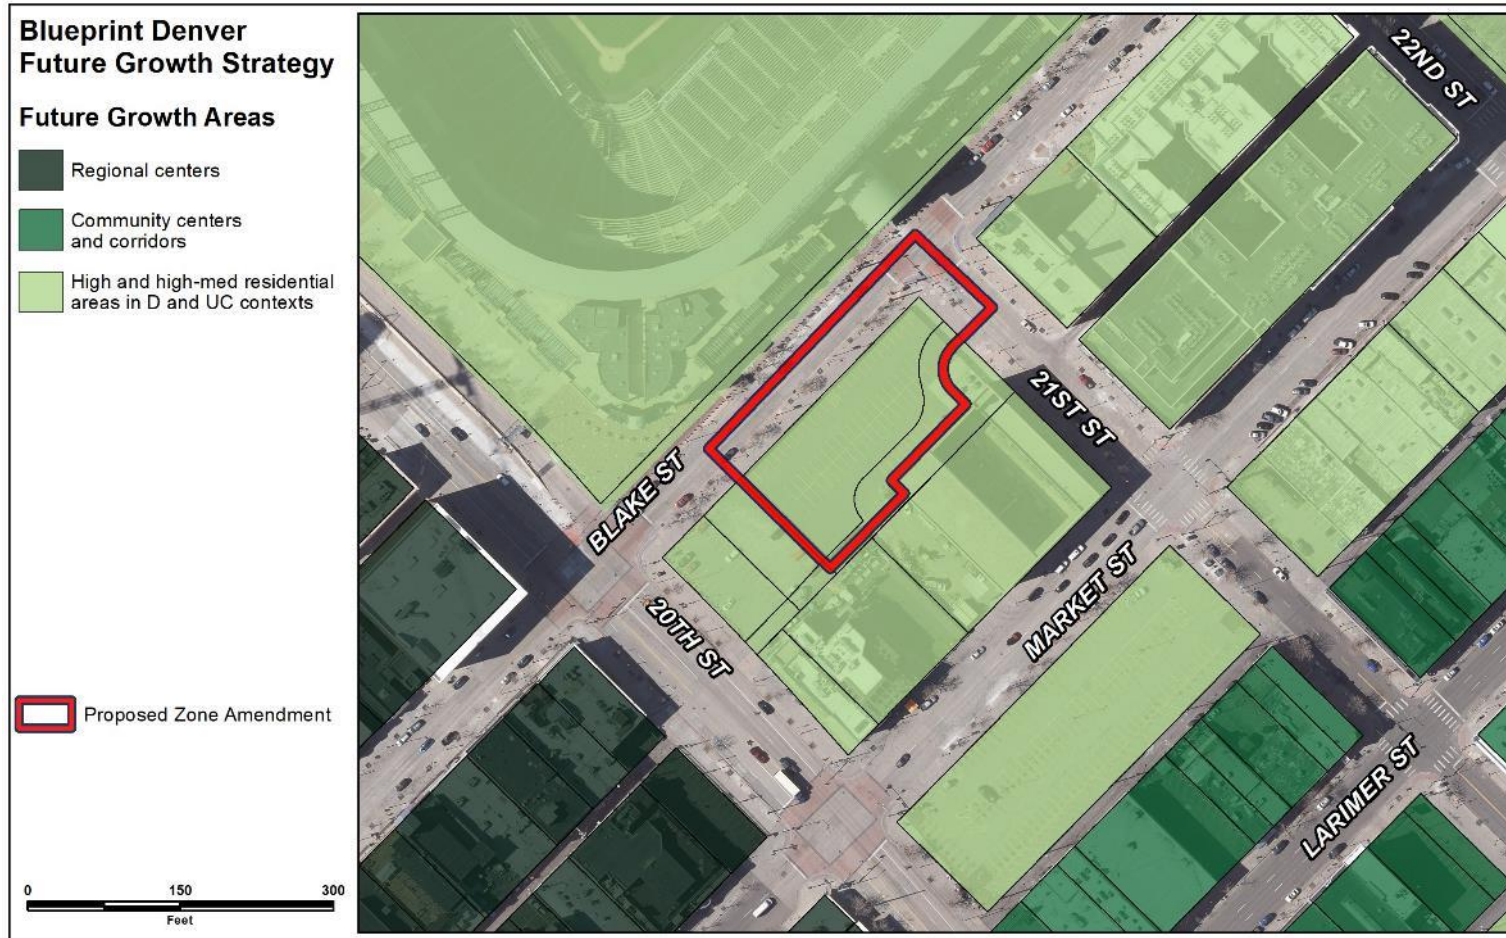 Blueprint Denver
Future Growth Strategy
Future Growth Areas
Regional centers
Community centers
and corridors
High and high-med residential
areas in D and UC contexts
Proposed Zone Amendment
0 150 300
Feet
22ND ST
21ST ST
BLAKE ST
20TH ST
MARKET ST
LARIMER ST